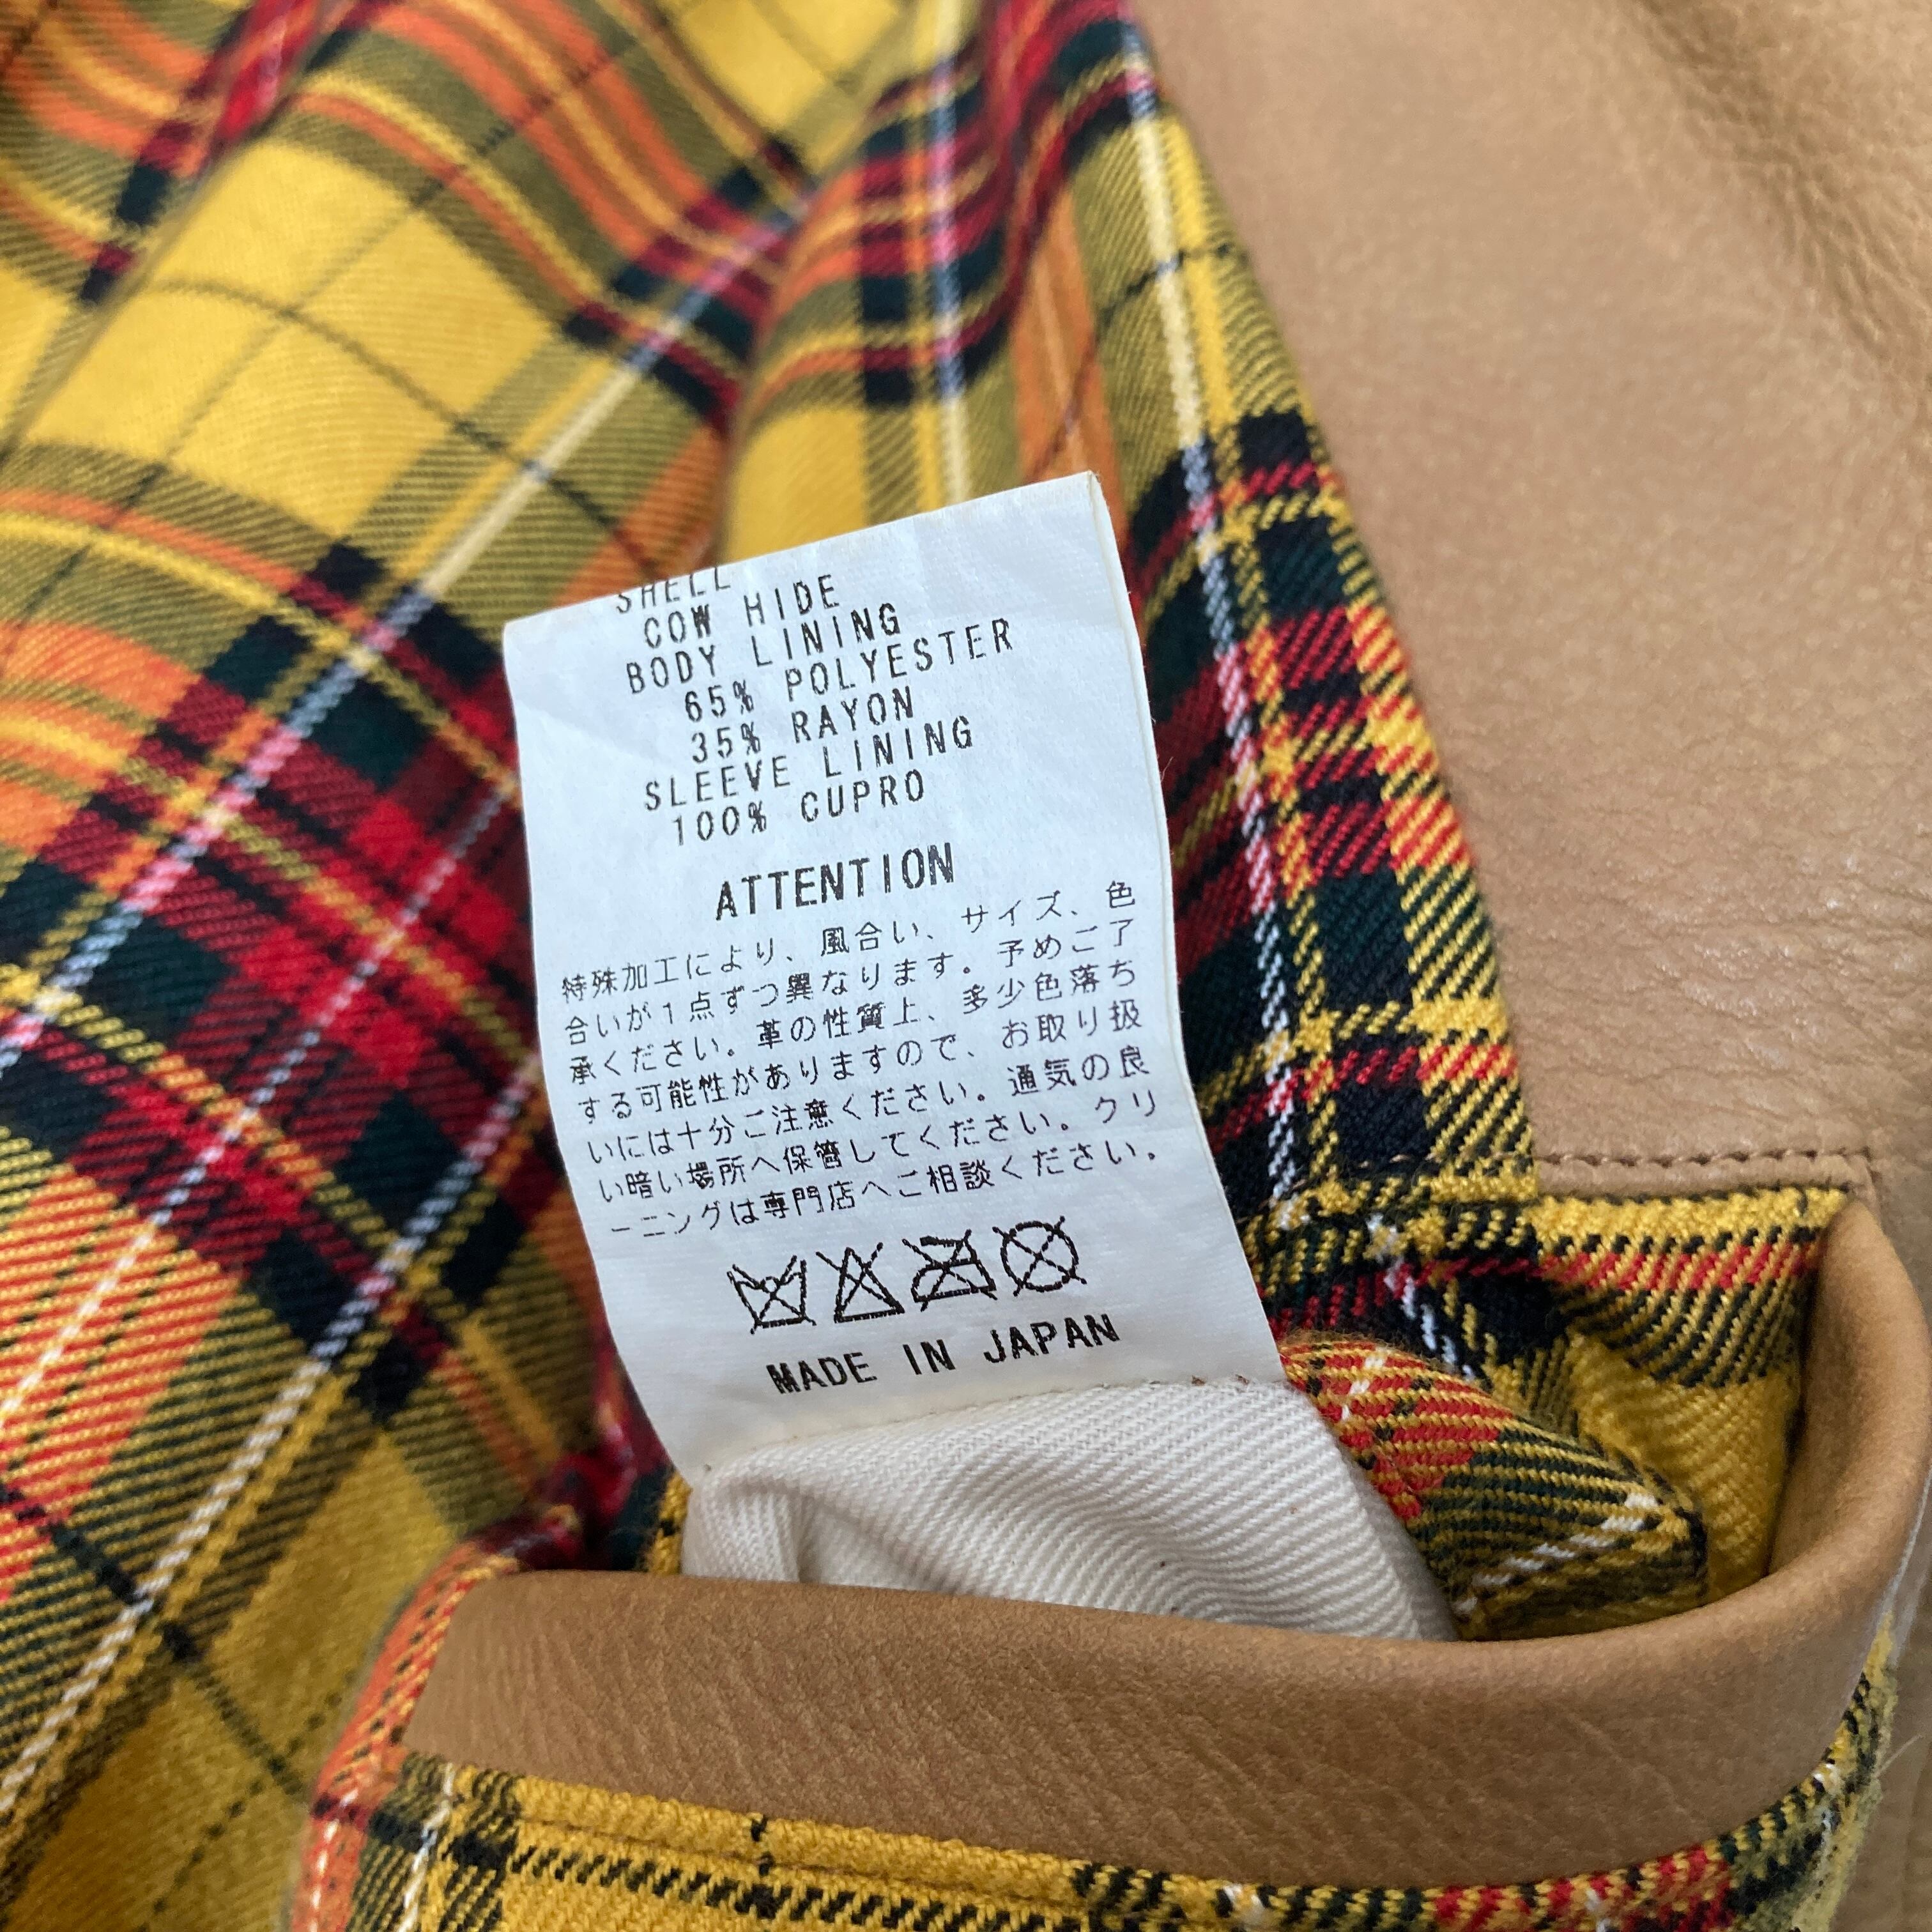 SHELL
COW HIDE
BODY LINING
65% POLYESTER
35% RAYON
SLEEVE LINING
100% CUPRO
ATTENTION
特殊加工により、風合い、サイズ、色
合いが1点ずつ異なります。予めご了
承ください。革の性質上、多少色落ち
する可能性がありますので、お取り扱
いには十分ご注意ください。通気の良
い暗い場所へ保管してください。クリ
ーニングは専門店へご相談ください。
MADE IN JAPAN